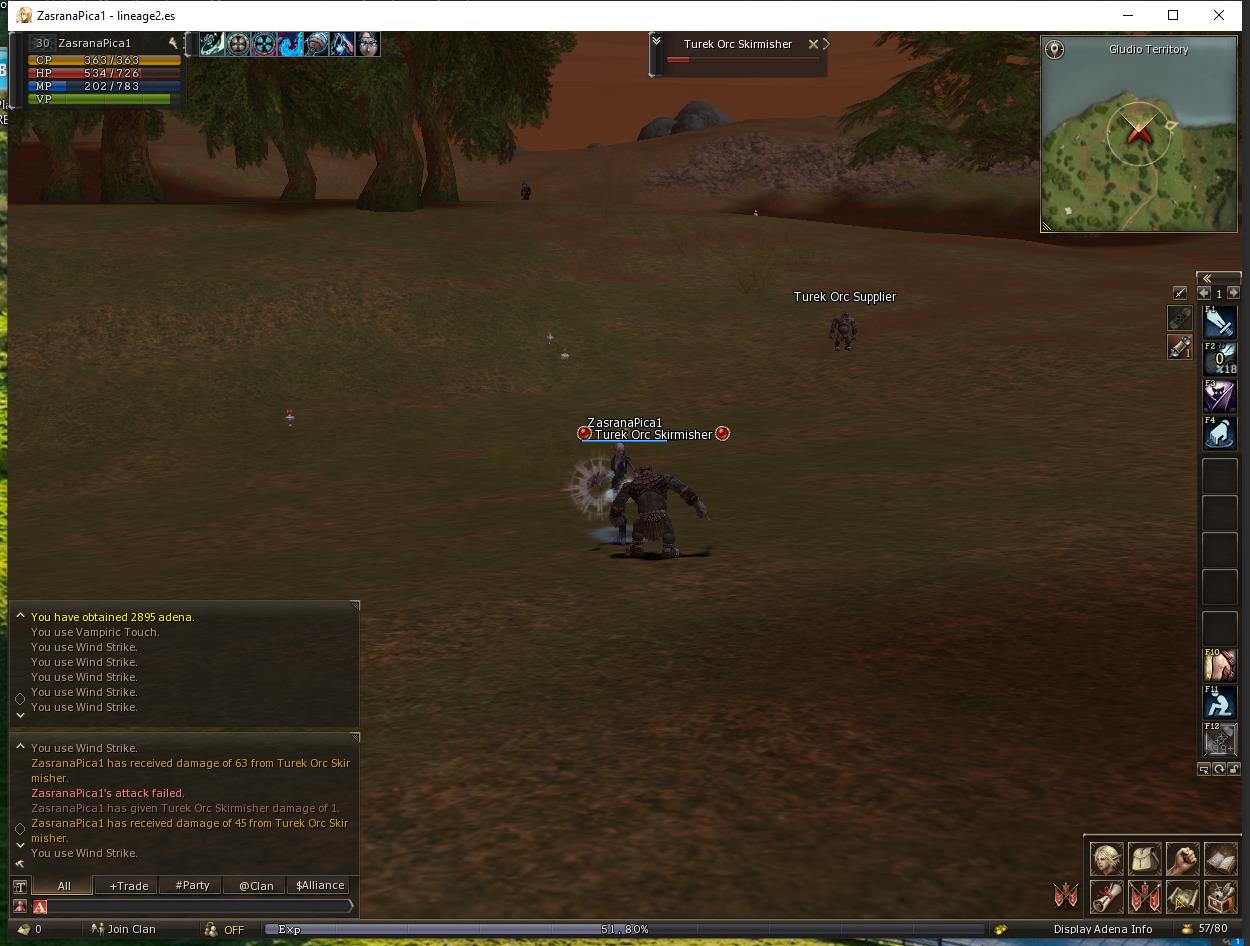 ZasranaPica1 - lineage2.es
30 ZasranaPica1
CP 363/363
HP 534/726
MP 202/783
VP
Turek Orc Skirmisher
Gludio Territory
1
F1
F2
0
%18
F3
F4
1
Turek Orc Supplier
ZasranaPica1
Turek Orc Skirmisher
You have obtained 2895 adena.
You use Vampiric Touch.
You use Wind Strike.
You use Wind Strike.
You use Wind Strike.
You use Wind Strike.
You use Wind Strike.
You use Wind Strike.
ZasranaPica1 has received damage of 63 from Turek Orc Skir
misher.
ZasranaPica1's attack failed.
ZasranaPica1 has given Turek Orc Skirmisher damage of 1.
ZasranaPica1 has received damage of 45 from Turek Orc Skir
misher.
You use Wind Strike.
F10
F11
F12
99+
All +Trade #Party @Clan $Alliance
T
A
0 Join Clan OFF Exp 51.80% Display Adena Info 57/80